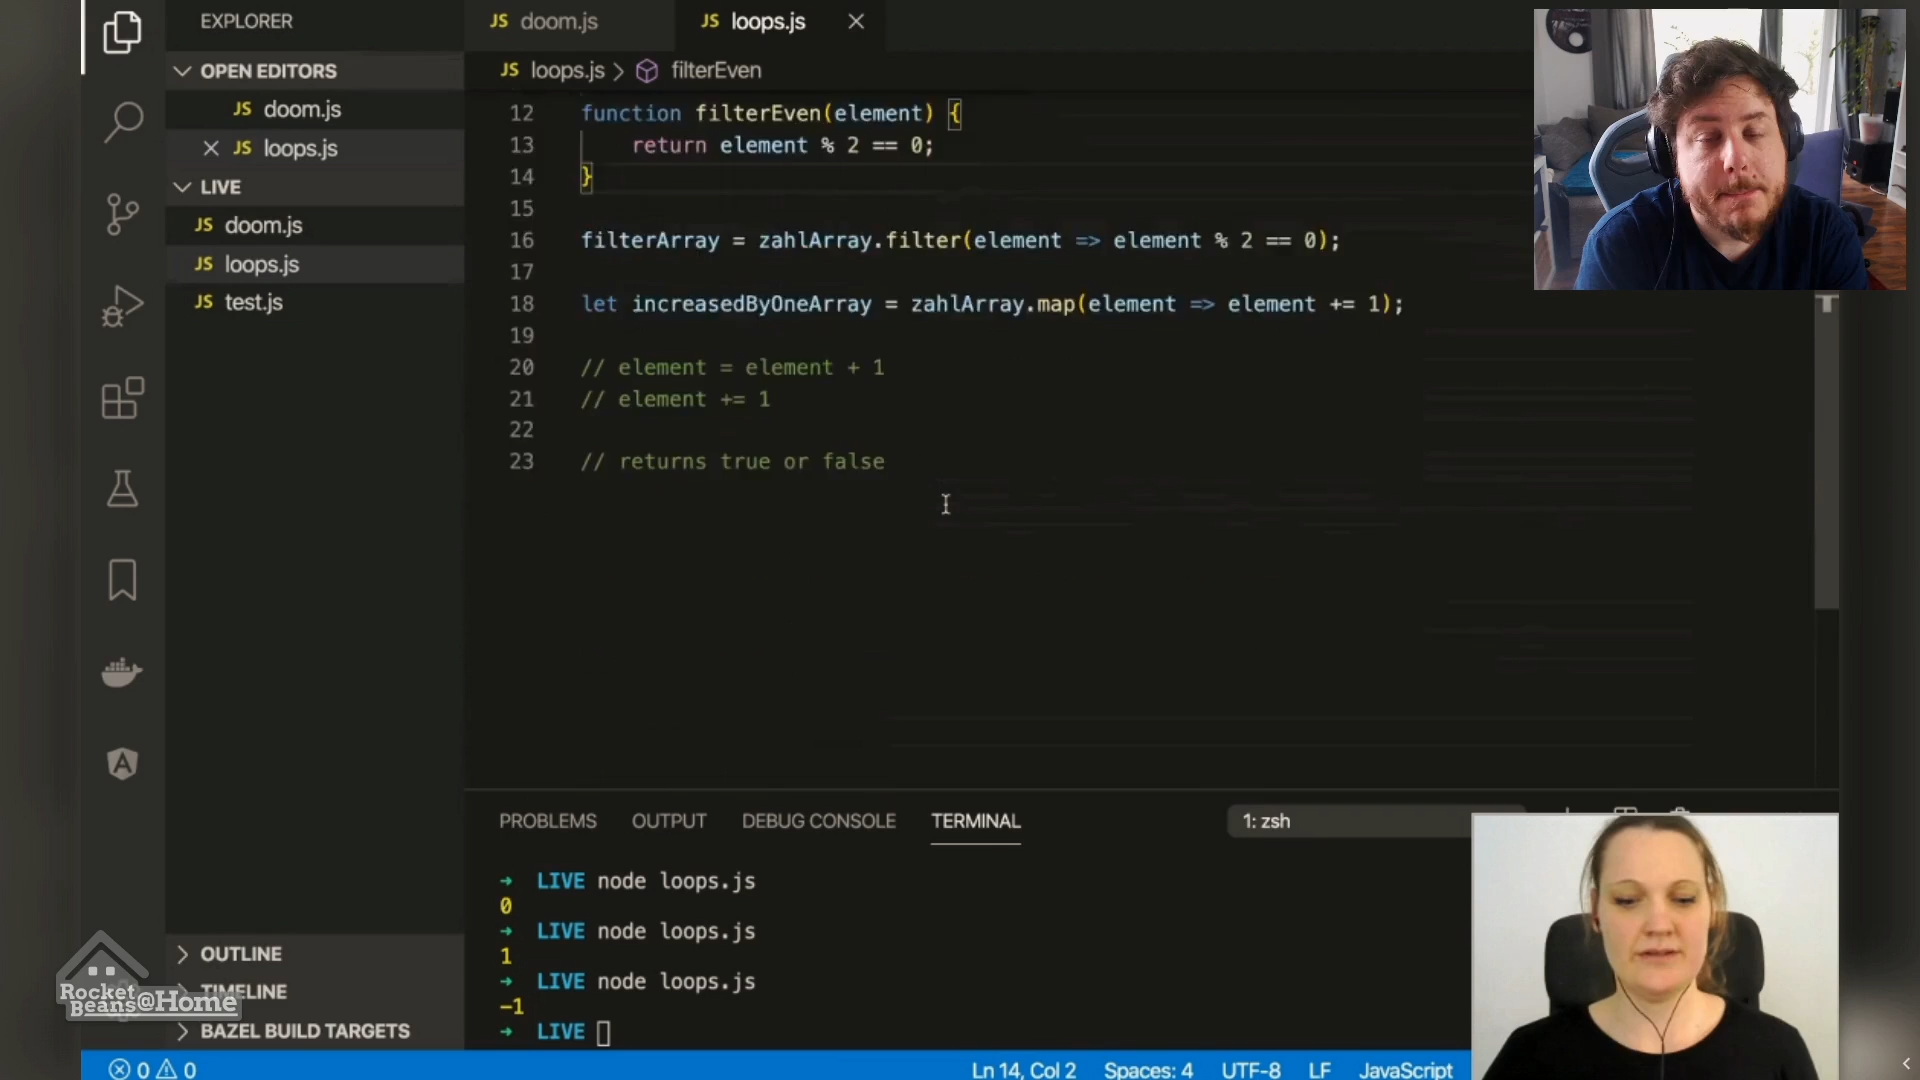 EXPLORER
OPEN EDITORS
JS doom.js
JS loops.js
LIVE
JS doom.js
JS loops.js
JS test.js
OUTLINE
TIMELINE
BAZEL BUILD TARGETS
JS doom.js
JS loops.js
JS loops.js > filterEven
12 function filterEven(element) {
13 return element % 2 == 0;
14 }
15
16 filterArray = zahlArray.filter(element => element % 2 == 0);
17
18 let increasedByOneArray = zahlArray.map(element => element += 1);
19
20 // element = element + 1
21 // element += 1
22
23 // returns true or false
PROBLEMS OUTPUT DEBUG CONSOLE TERMINAL 1: zsh
→ LIVE node loops.js
0
→ LIVE node loops.js
1
→ LIVE node loops.js
-1
→ LIVE
0 0 Ln 14, Col 2 Spaces: 4 UTF-8 LF JavaScript
Rocket
Beans@Home